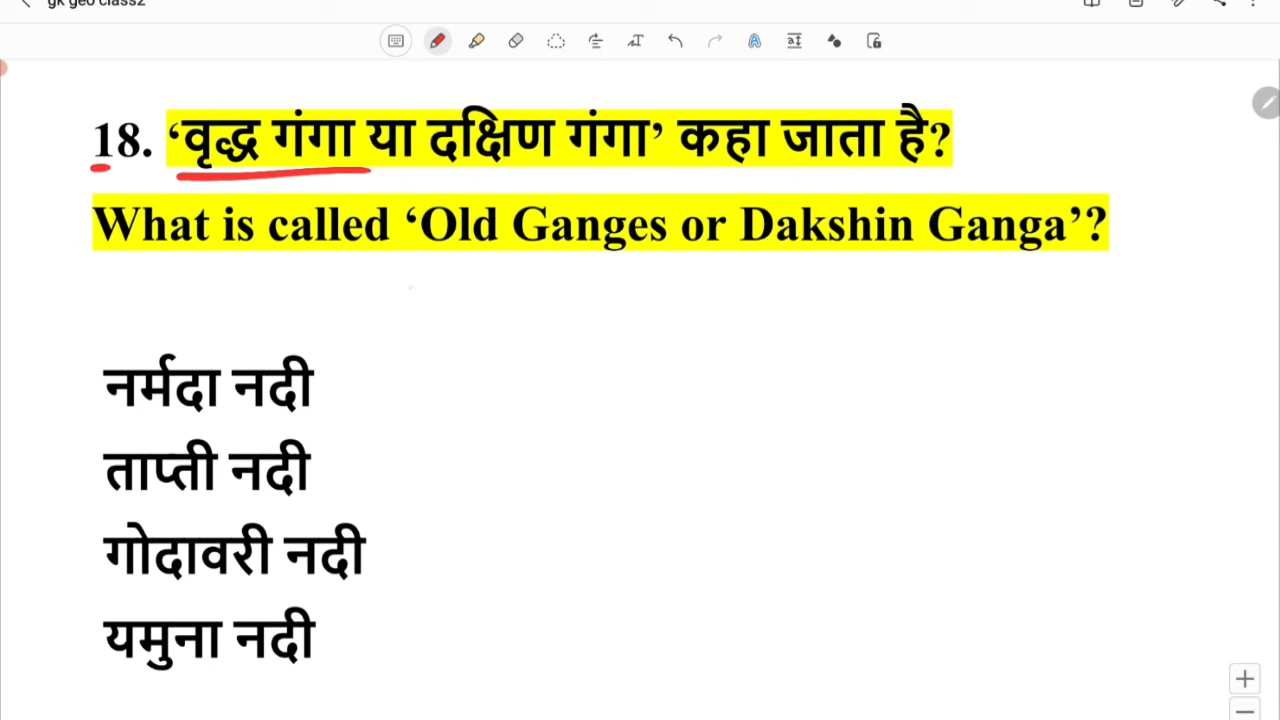 gk geo class2
18. ‘वृद्ध गंगा या दक्षिण गंगा’ कहा जाता है?
What is called ‘Old Ganges or Dakshin Ganga’?
नर्मदा नदी
ताप्ती नदी
गोदावरी नदी
यमुना नदी